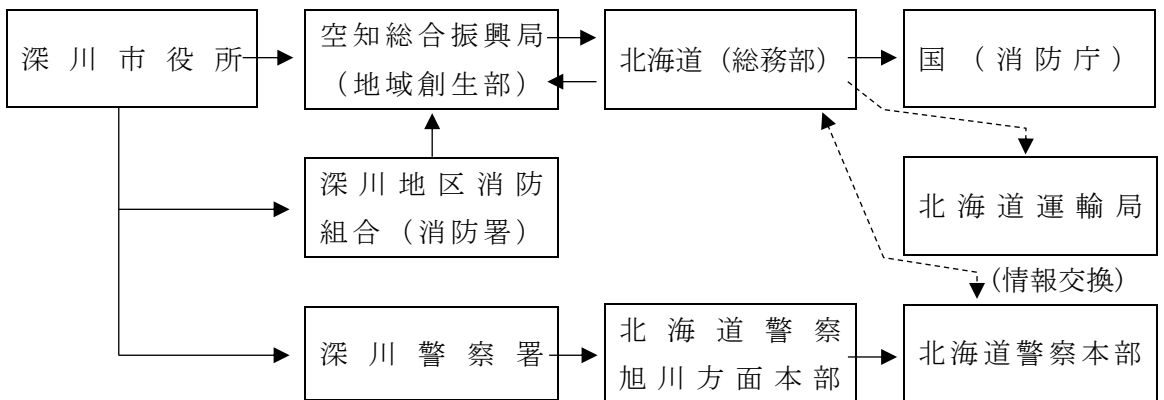 深川市役所
空知総合振興局
（地域創生部）
北海道（総務部）
国（消防庁）
深川地区消防
組合（消防署）
北海道運輸局
（情報交換）
深川警察署
北海道警察
旭川方面本部
北海道警察本部